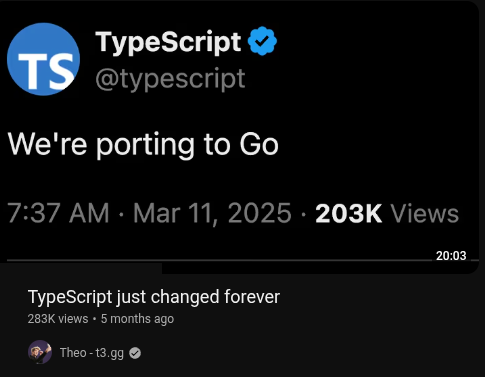 TS
TypeScript
@typescript
We're porting to Go
7:37 AM · Mar 11, 2025 · 203K Views
20:03
TypeScript just changed forever
283K views • 5 months ago
Theo - t3.gg